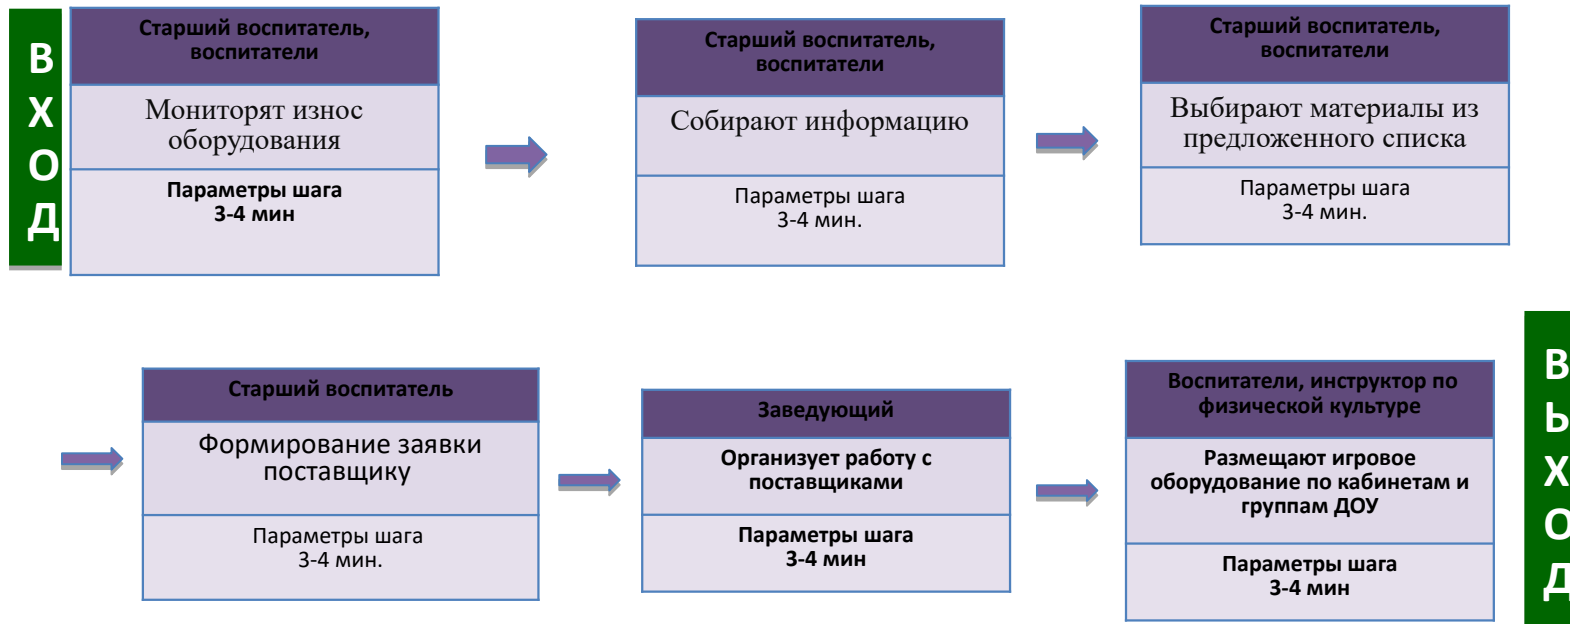 ВХОД
Старший воспитатель,
воспитатели
Мониторят износ
оборудования
Параметры шага
3-4 мин
Старший воспитатель,
воспитатели
Собирают информацию
Параметры шага
3-4 мин.
Старший воспитатель,
воспитатели
Выбирают материалы из
предложенного списка
Параметры шага
3-4 мин.
Старший воспитатель
Формирование заявки
поставщику
Параметры шага
3-4 мин.
Заведующий
Организует работу с
поставщиками
Параметры шага
3-4 мин
Воспитатели, инструктор по
физической культуре
Размещают игровое
оборудование по кабинетам и
группам ДОУ
Параметры шага
3-4 мин
ВЬХОД